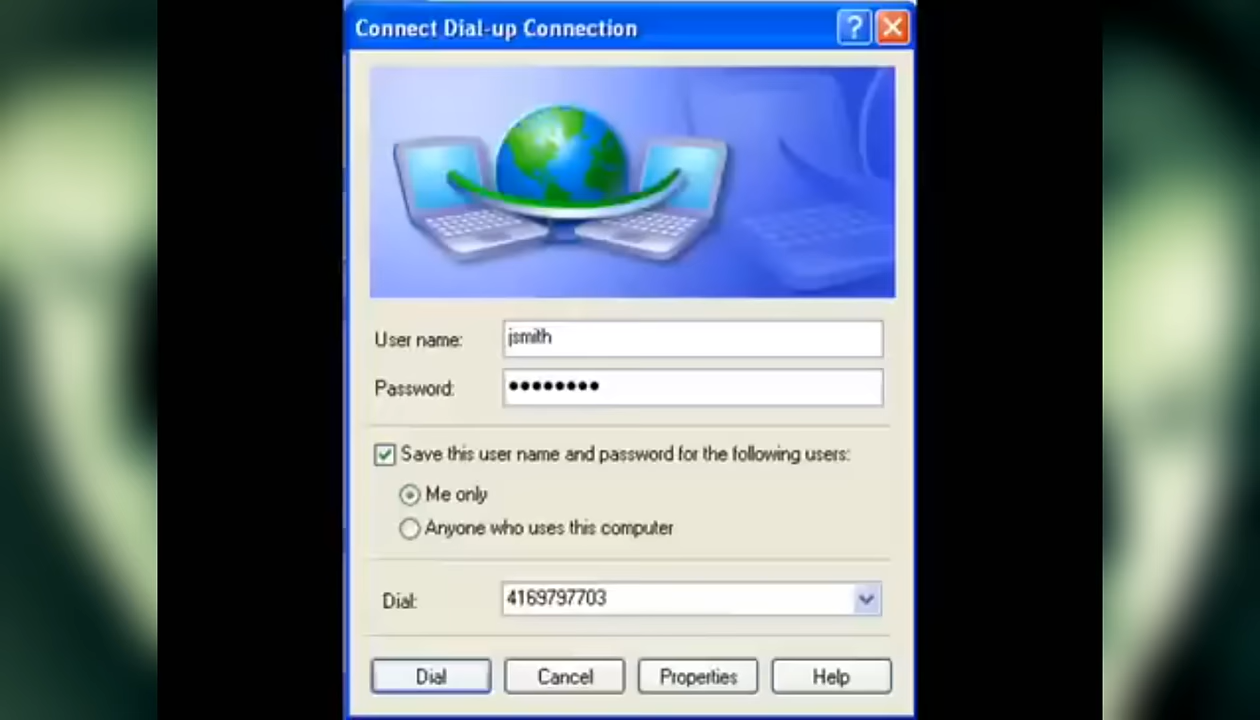 Connect Dial-up Connection
User name: jsmith
Password: ••••••••
Save this user name and password for the following users:
Me only
Anyone who uses this computer
Dial: 4169797703
Dial Cancel Properties Help